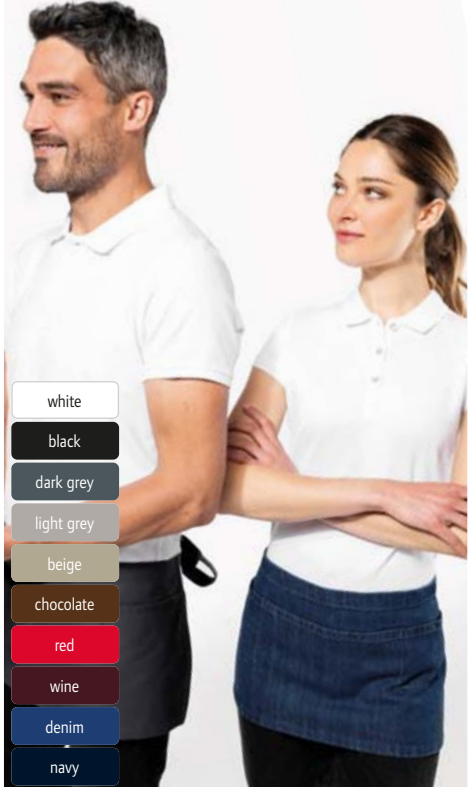 white
black
dark grey
light grey
beige
chocolate
red
wine
denim
navy